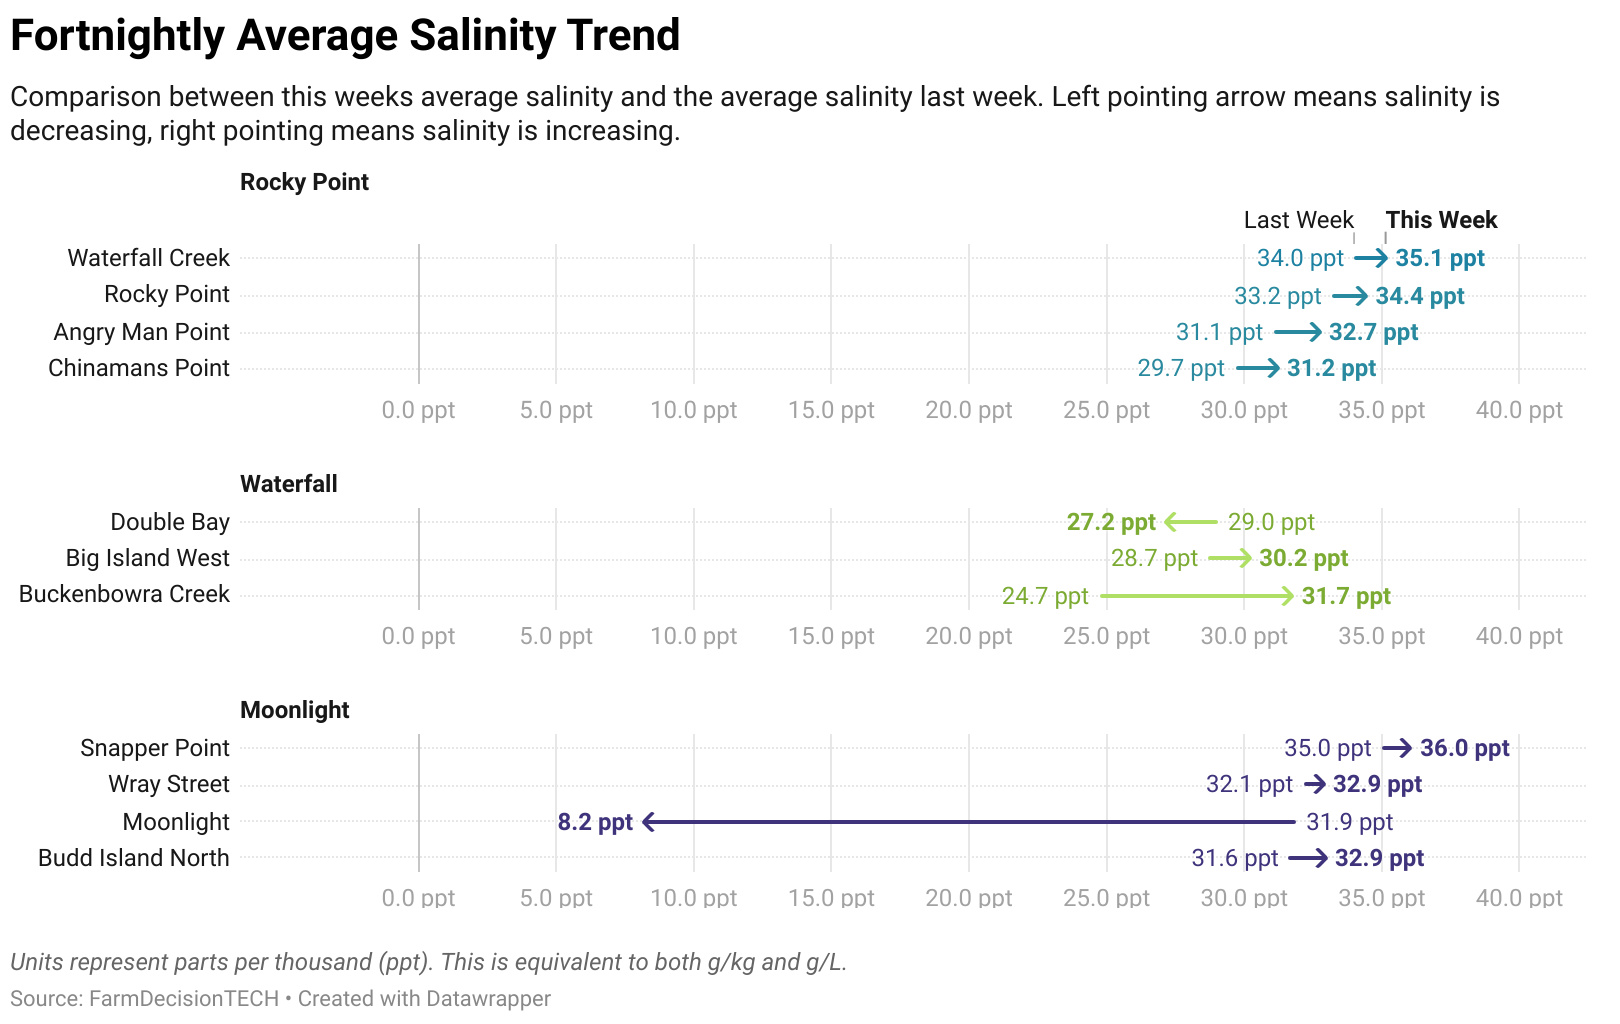 Fortnightly Average Salinity Trend
Comparison between this weeks average salinity and the average salinity last week. Left pointing arrow means salinity is
decreasing, right pointing means salinity is increasing.
Rocky Point
Last Week This Week
Waterfall Creek 34.0 ppt 35.1 ppt
Rocky Point 33.2 ppt 34.4 ppt
Angry Man Point 31.1 ppt 32.7 ppt
Chinamans Point 29.7 ppt 31.2 ppt
0.0 ppt 5.0 ppt 10.0 ppt 15.0 ppt 20.0 ppt 25.0 ppt 30.0 ppt 35.0 ppt 40.0 ppt
Waterfall
Double Bay 27.2 ppt 29.0 ppt
Big Island West 28.7 ppt 30.2 ppt
Buckenbowra Creek 24.7 ppt 31.7 ppt
0.0 ppt 5.0 ppt 10.0 ppt 15.0 ppt 20.0 ppt 25.0 ppt 30.0 ppt 35.0 ppt 40.0 ppt
Moonlight
Snapper Point 35.0 ppt 36.0 ppt
Wray Street 32.1 ppt 32.9 ppt
Moonlight 8.2 ppt 31.9 ppt
Budd Island North 31.6 ppt 32.9 ppt
0.0 ppt 5.0 ppt 10.0 ppt 15.0 ppt 20.0 ppt 25.0 ppt 30.0 ppt 35.0 ppt 40.0 ppt
Units represent parts per thousand (ppt). This is equivalent to both g/kg and g/L.
Source: FarmDecisionTECH • Created with Datawrapper